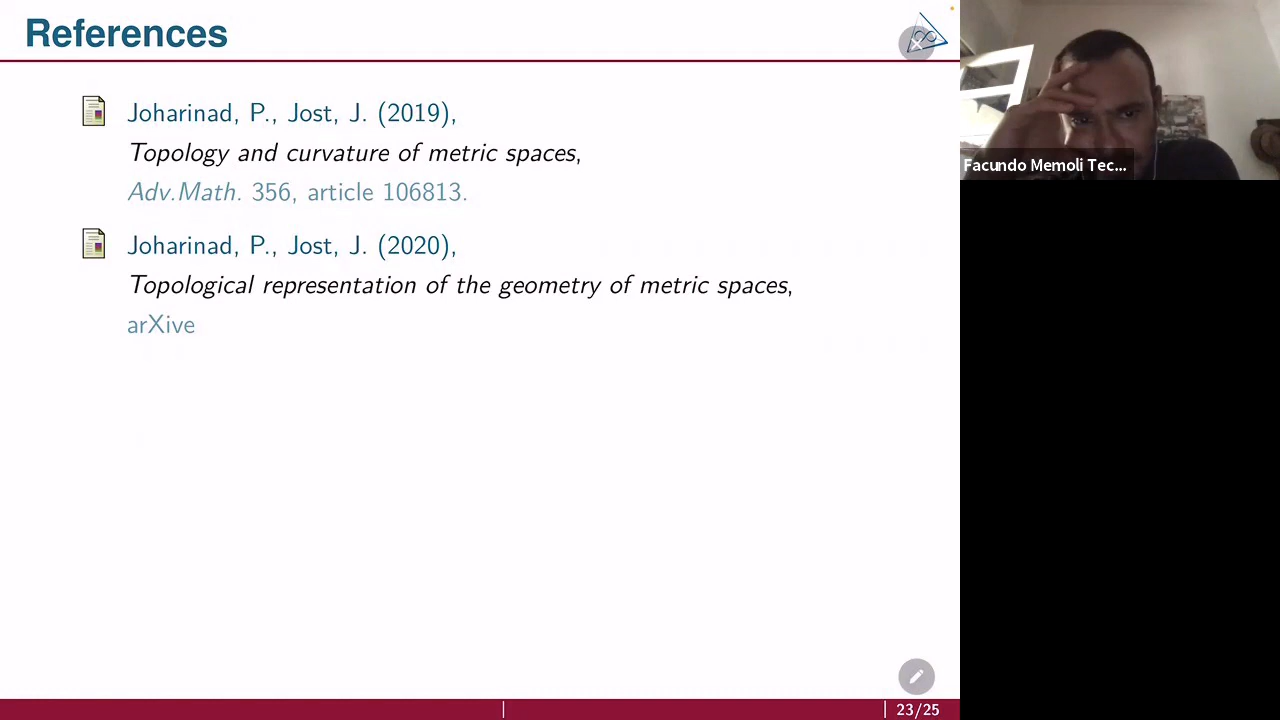 References
Joharinad, P., Jost, J. (2019),
Topology and curvature of metric spaces,
Adv.Math. 356, article 106813.
Joharinad, P., Jost, J. (2020),
Topological representation of the geometry of metric spaces,
arXive
23/25
Facundo Memoli Tec...